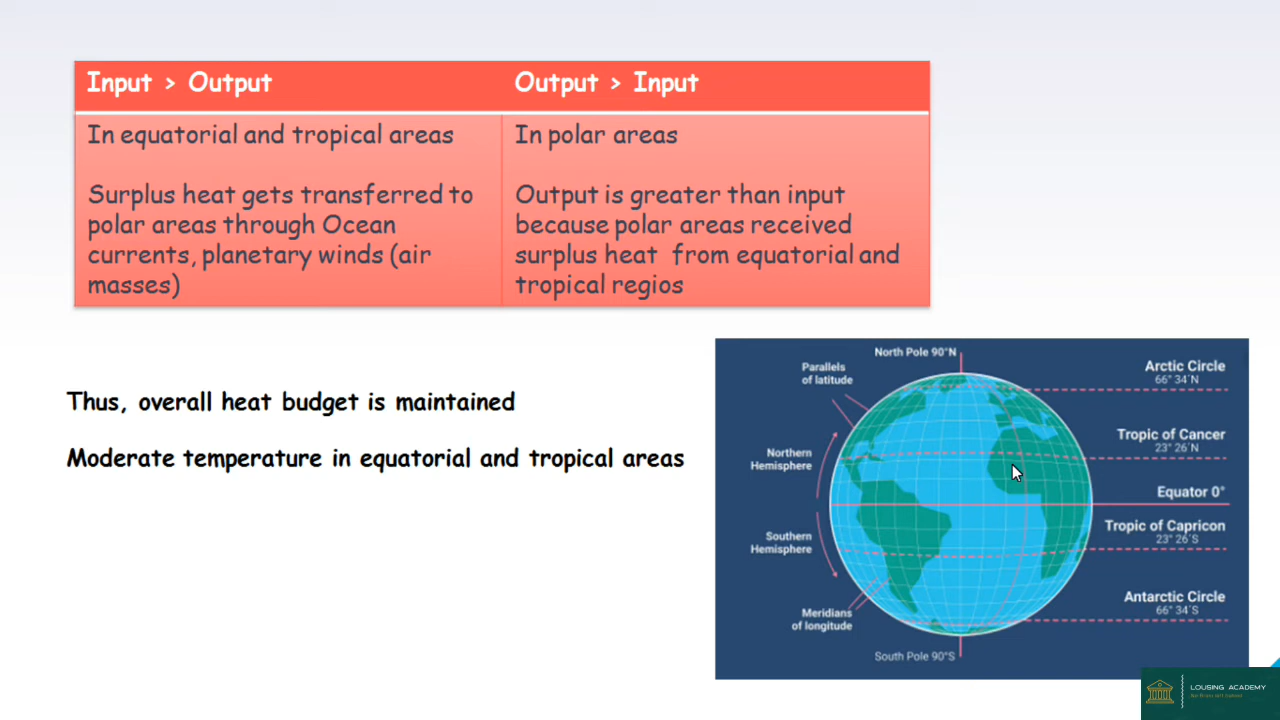 Input > Output
Output > Input
In equatorial and tropical areas
Surplus heat gets transferred to
polar areas through Ocean
currents, planetary winds (air
masses)
In polar areas
Output is greater than input
because polar areas received
surplus heat from equatorial and
tropical regios
Thus, overall heat budget is maintained
Moderate temperature in equatorial and tropical areas
North Pole 90°N
Parallels
of latitude
Northern
Hemisphere
Southern
Hemisphere
Meridians
of longitude
South Pole 90°S
Arctic Circle
66° 34'N
Tropic of Cancer
23° 26'N
Equator 0°
Tropic of Capricon
23° 26'S
Antarctic Circle
66° 34'S
LOUSING ACADEMY